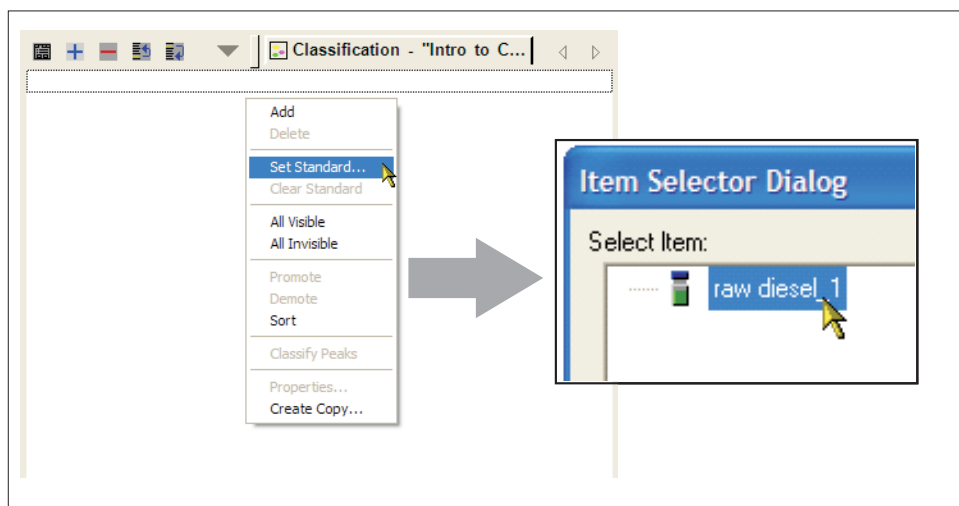 Classification - "Intro to C...
Add
Delete
Set Standard...
Clear Standard
All Visible
All Invisible
Promote
Demote
Sort
Classify Peaks
Properties...
Create Copy...
Item Selector Dialog
Select Item:
raw diesel_1